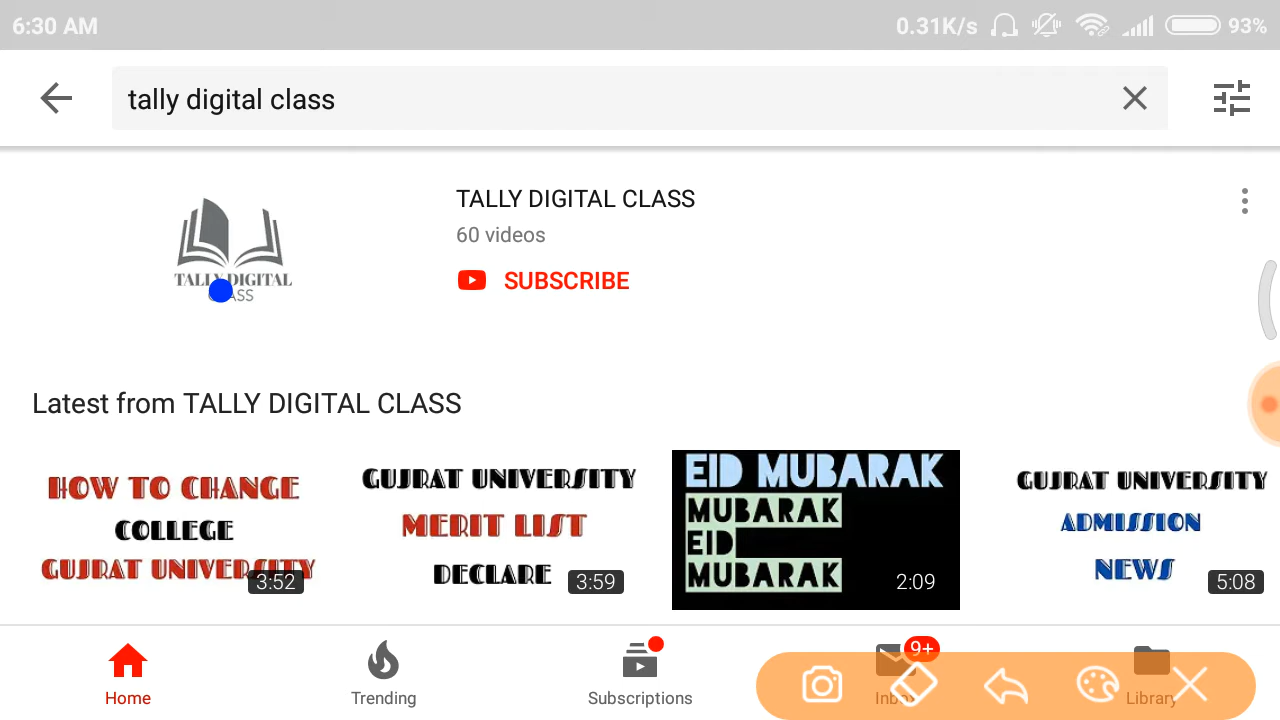 6:30 AM
0.31K/s
93%
tally digital class
TALLY DIGITAL CLASS
60 videos
SUBSCRIBE
TALLY DIGITAL
CLASS
Latest from TALLY DIGITAL CLASS
HOW TO CHANGE
COLLEGE
GUJRAT UNIVERSITY
3:52
GUJRAT UNIVERSITY
MERIT LIST
DECLARE
3:59
EID MUBARAK
MUBARAK
EID
MUBARAK
2:09
GUJRAT UNIVERSITY
ADMISSION
NEWS
5:08
Home
Trending
Subscriptions
9+
Inbox
Library